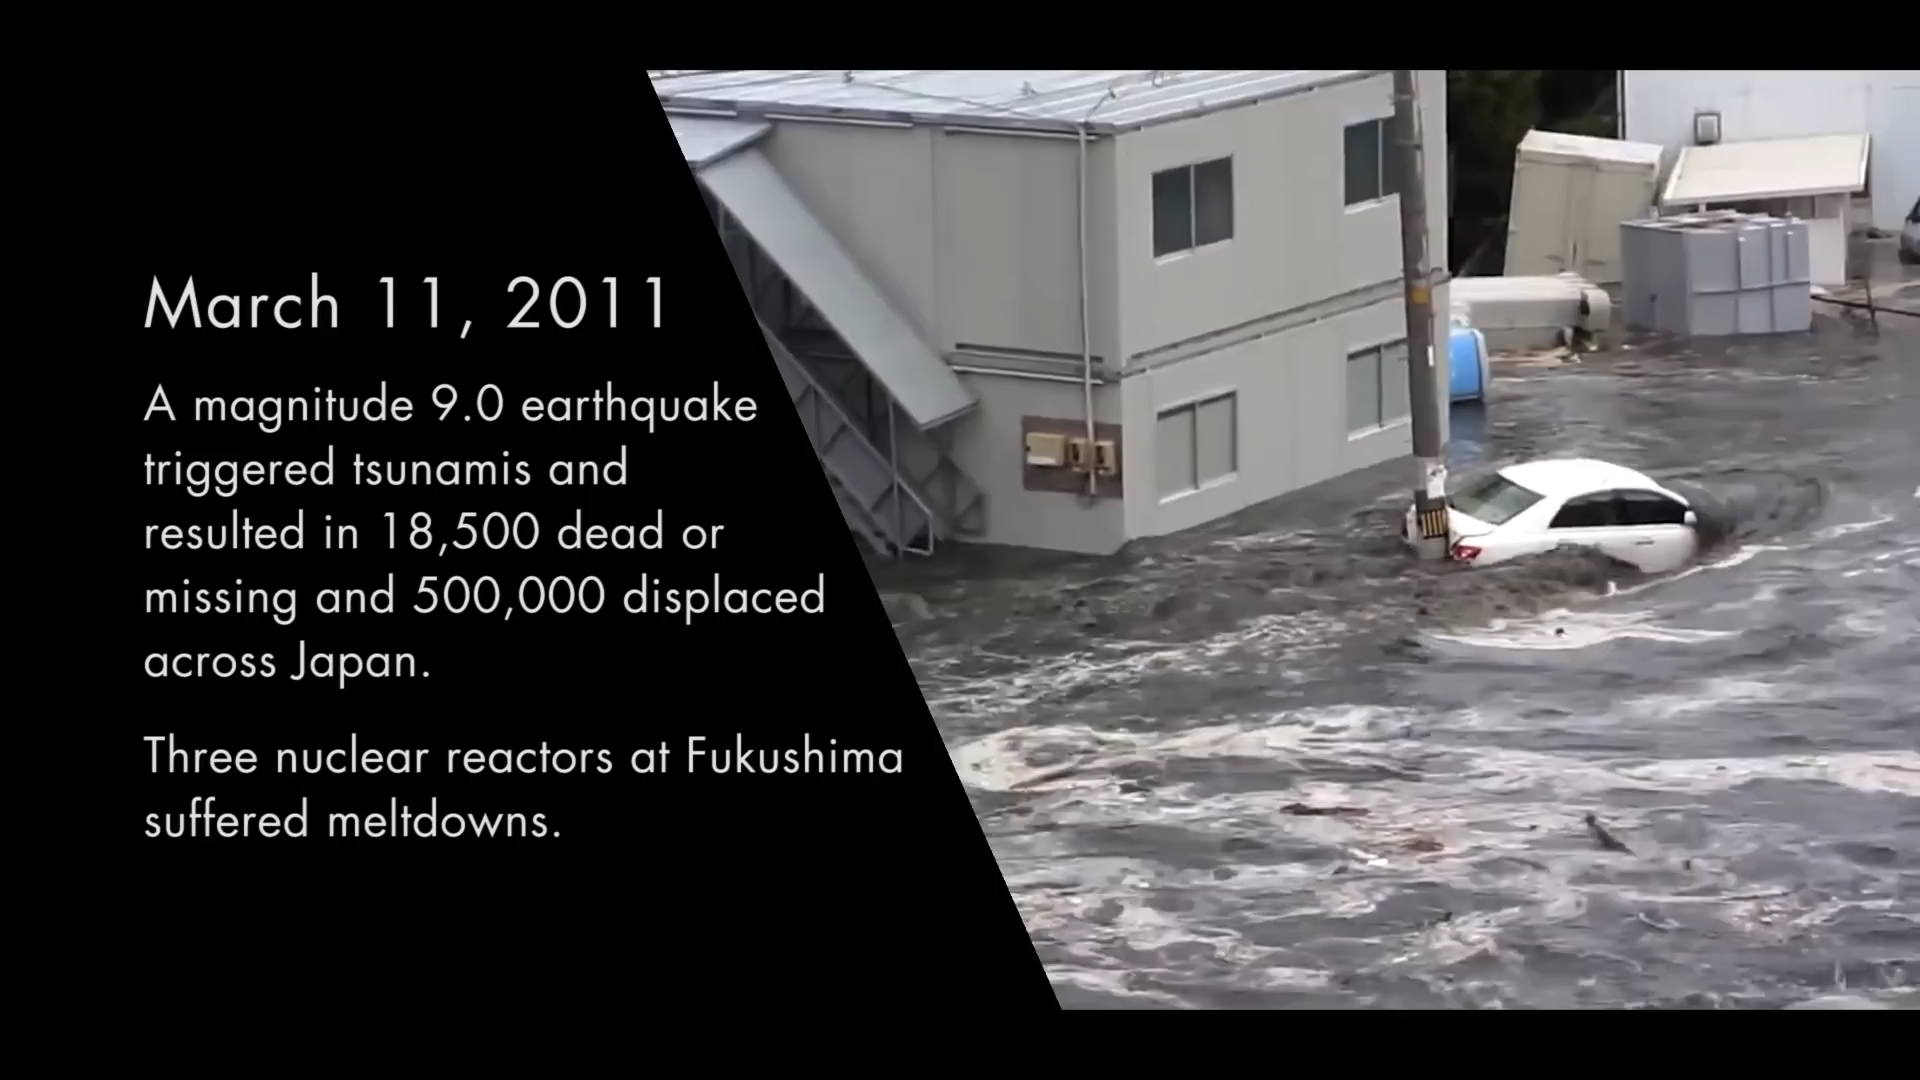 March 11, 2011
A magnitude 9.0 earthquake
triggered tsunamis and
resulted in 18,500 dead or
missing and 500,000 displaced
across Japan.
Three nuclear reactors at Fukushima
suffered meltdowns.